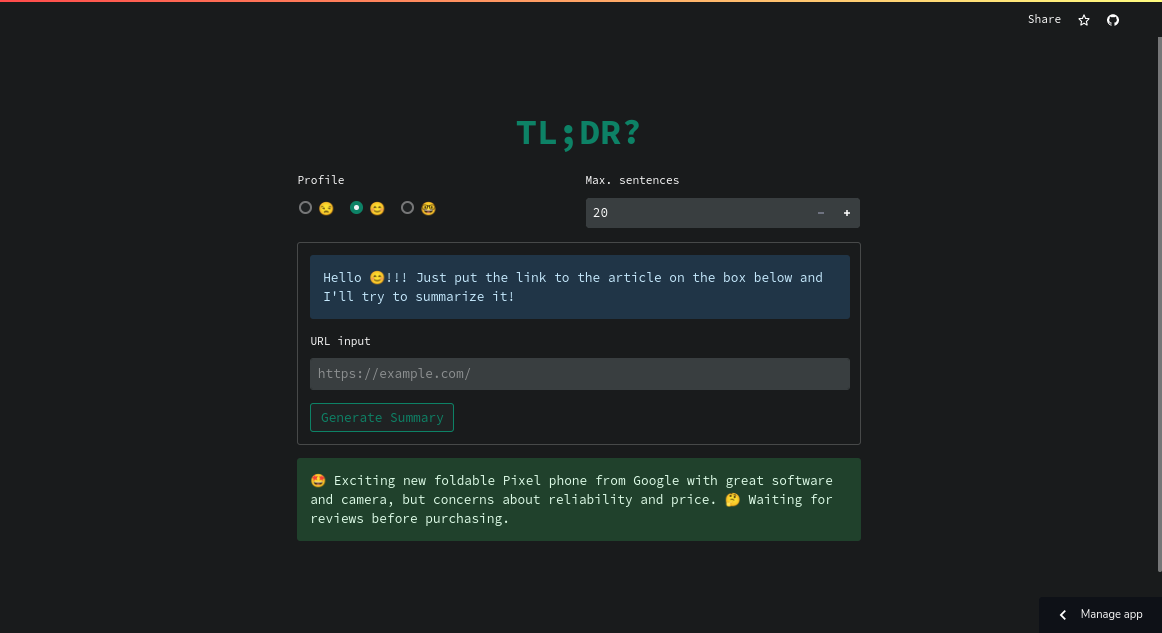 Share
TL;DR?
Profile
Max. sentences
😒 😊 🤓
20 − +
Hello 😊!!! Just put the link to the article on the box below and
I'll try to summarize it!
URL input
https://example.com/
Generate Summary
🤩 Exciting new foldable Pixel phone from Google with great software
and camera, but concerns about reliability and price. 🤔 Waiting for
reviews before purchasing.
Manage app